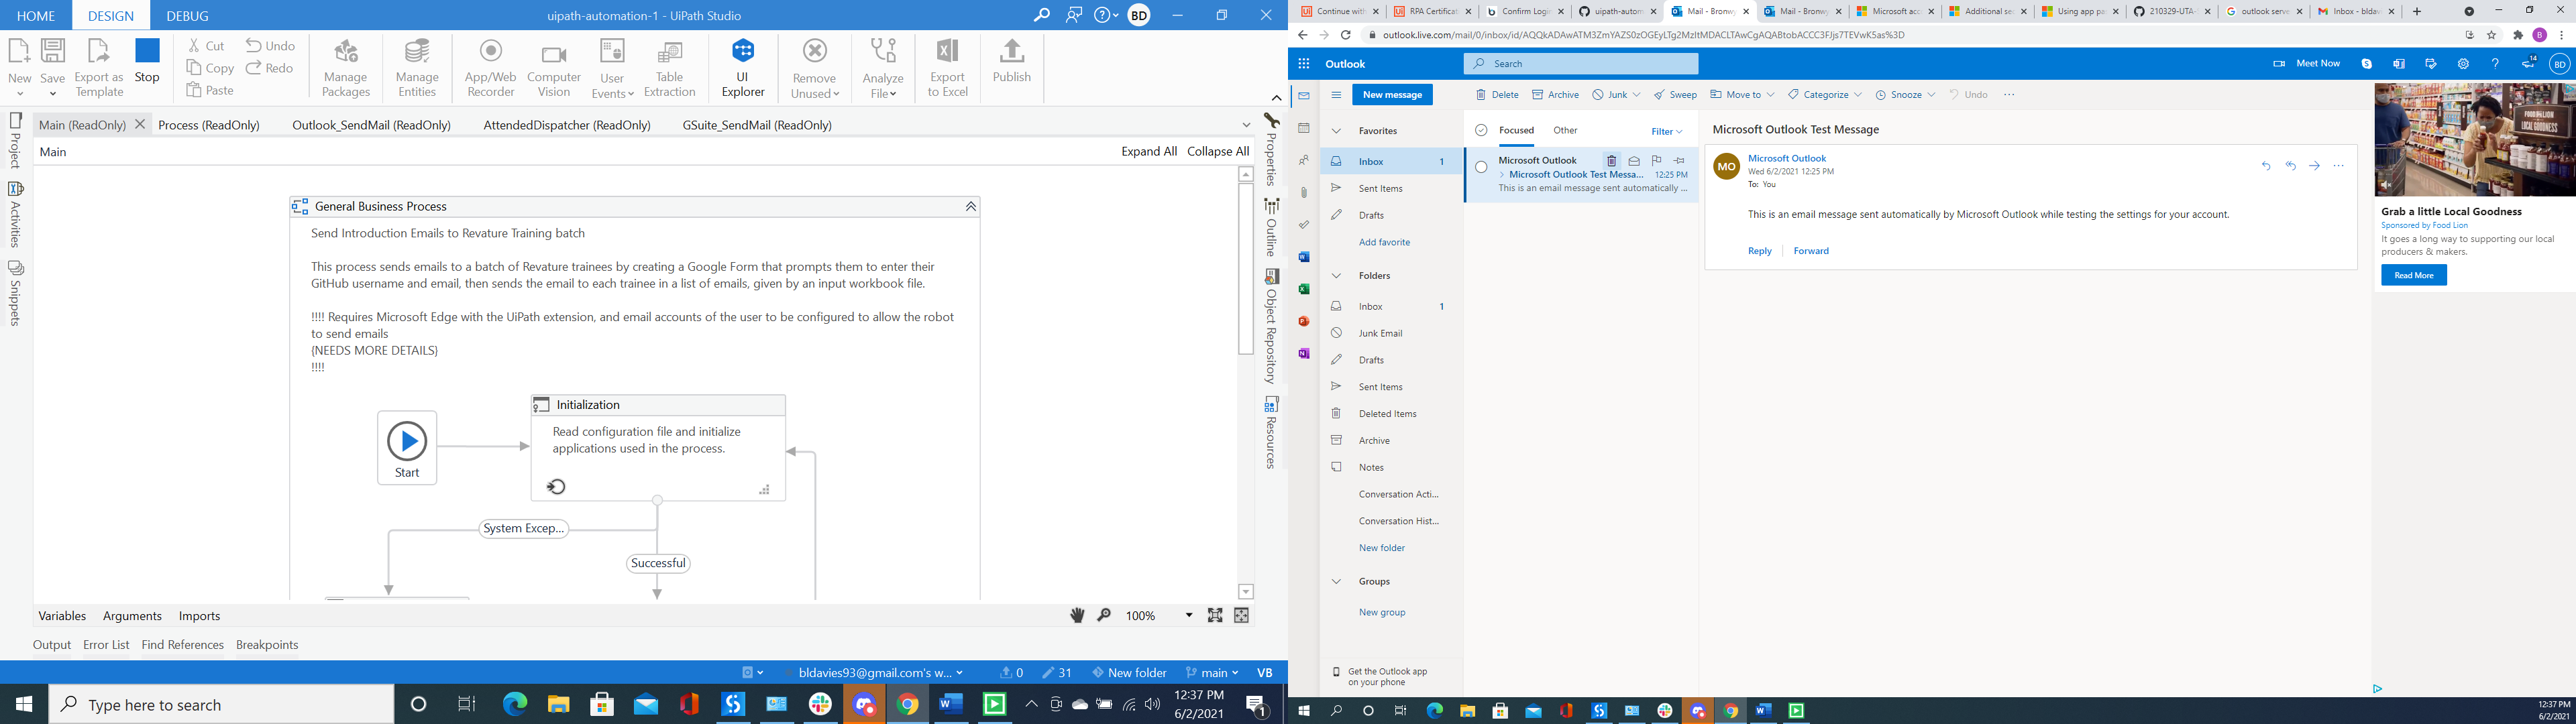 HOME
DESIGN
DEBUG
uipath-automation-1 - UiPath Studio
BD
New
Save
Export as Template
Stop
Cut
Copy
Paste
Undo
Redo
Manage Packages
Manage Entities
App/Web Recorder
Computer Vision
User Events
Table Extraction
UI Explorer
Remove Unused
Analyze File
Export to Excel
Publish
Main (ReadOnly)
Process (ReadOnly)
Outlook_SendMail (ReadOnly)
AttendedDispatcher (ReadOnly)
GSuite_SendMail (ReadOnly)
Main
Expand All Collapse All
Project
Activities
Snippets
Properties
Outline
Object Repository
Resources
General Business Process
Send Introduction Emails to Revature Training batch
This process sends emails to a batch of Revature trainees by creating a Google Form that prompts them to enter their
GitHub username and email, then sends the email to each trainee in a list of emails, given by an input workbook file.
!!!! Requires Microsoft Edge with the UiPath extension, and email accounts of the user to be configured to allow the robot
to send emails
{NEEDS MORE DETAILS}
!!!!
Start
Initialization
Read configuration file and initialize
applications used in the process.
System Excep...
Successful
Variables Arguments Imports
100%
Output Error List Find References Breakpoints
bldavies93@gmail.com's w...
0
31
New folder
main
VB
Type here to search
12:37 PM
6/2/2021
1
Continue with
RPA Certificat
Confirm Login
uipath-autom
Mail - Bronwy
Mail - Bronwy
Microsoft acc
Additional sec
Using app pa
210329-UTA-
outlook serve
Inbox - bldav
outlook.live.com/mail/0/inbox/id/AQQkADAwATM3ZmYAZS0zOGEyLTg2MzItMDACLTAwCgAQABtobACCC3FJjs7TEVwK5as%3D
B
Outlook
Search
Meet Now
14
BD
New message
Delete
Archive
Junk
Sweep
Move to
Categorize
Snooze
Undo
Favorites
Inbox 1
Sent Items
Drafts
Add favorite
Folders
Inbox 1
Junk Email
Drafts
Sent Items
Deleted Items
Archive
Notes
Conversation Acti...
Conversation Hist...
New folder
Groups
New group
Get the Outlook app
on your phone
Focused
Other
Filter
Microsoft Outlook
Microsoft Outlook Test Messa... 12:25 PM
This is an email message sent automatically ...
Microsoft Outlook Test Message
MO
Microsoft Outlook
Wed 6/2/2021 12:25 PM
To: You
This is an email message sent automatically by Microsoft Outlook while testing the settings for your account.
Reply
Forward
FOOD LION
LOCAL GOODNESS
Grab a little Local Goodness
Sponsored by Food Lion
It goes a long way to supporting our local
producers & makers.
Read More
12:37 PM
6/2/2021